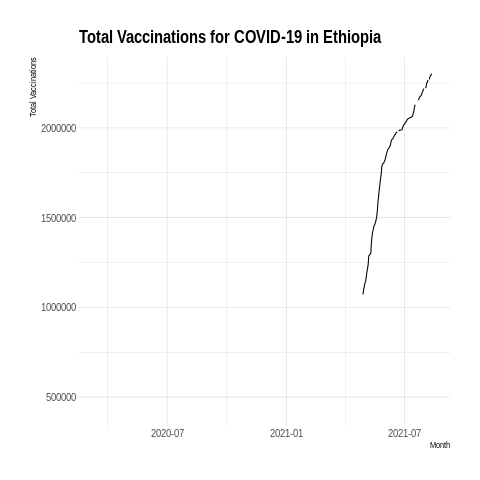 Total Vaccinations for COVID-19 in Ethiopia
Total Vaccinations
2000000
1500000
1000000
500000
2020-07
2021-01
2021-07
Month